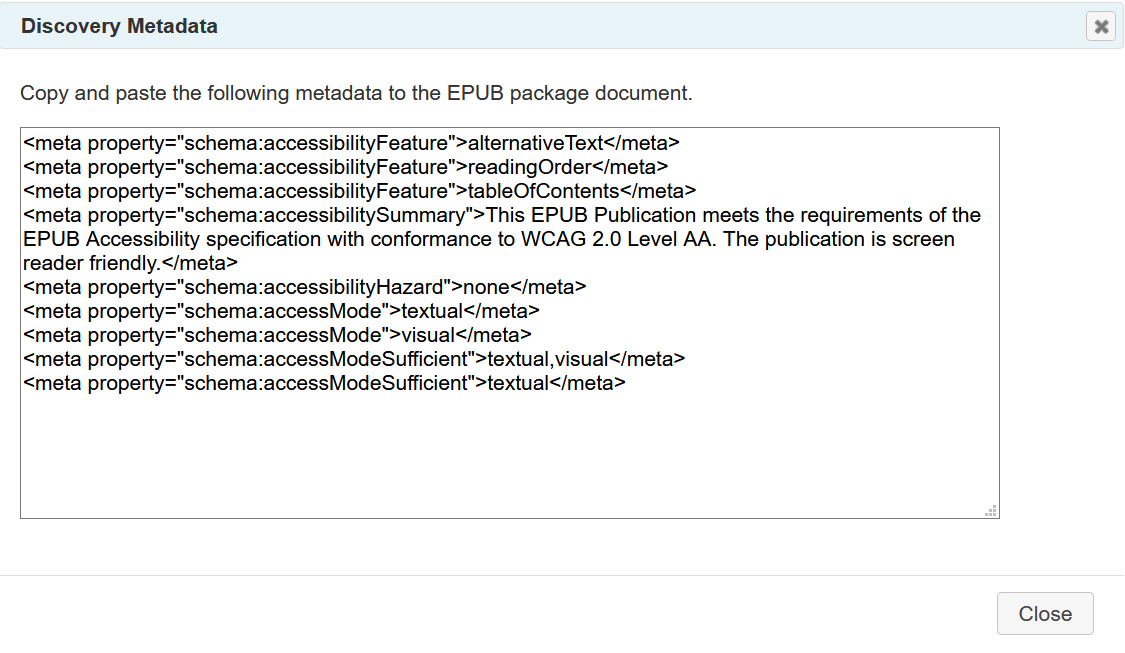 Discovery Metadata
Copy and paste the following metadata to the EPUB package document.
<meta property="schema:accessibilityFeature">alternativeText</meta>
<meta property="schema:accessibilityFeature">readingOrder</meta>
<meta property="schema:accessibilityFeature">tableOfContents</meta>
<meta property="schema:accessibilitySummary">This EPUB Publication meets the requirements of the
EPUB Accessibility specification with conformance to WCAG 2.0 Level AA. The publication is screen
reader friendly.</meta>
<meta property="schema:accessibilityHazard">none</meta>
<meta property="schema:accessMode">textual</meta>
<meta property="schema:accessMode">visual</meta>
<meta property="schema:accessModeSufficient">textual,visual</meta>
<meta property="schema:accessModeSufficient">textual</meta>
Close